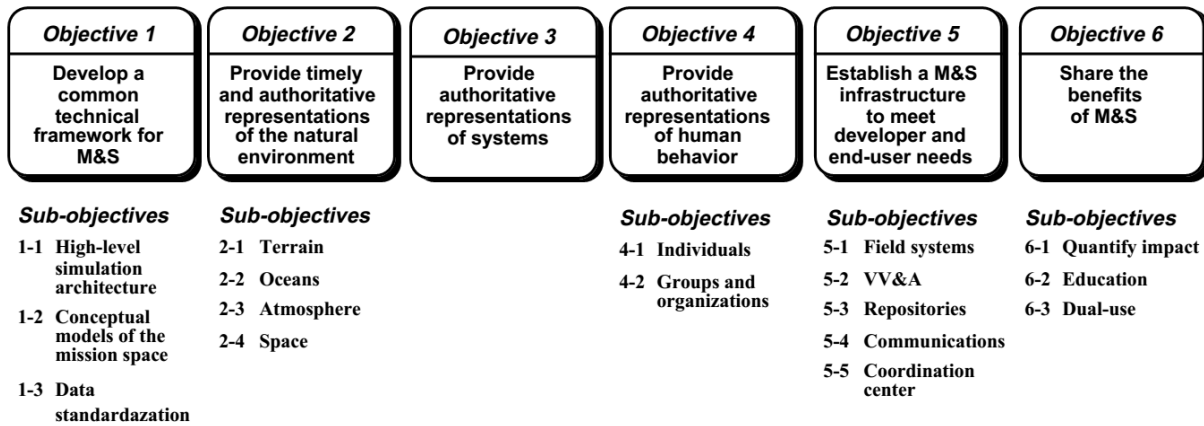 Objective 1
Develop a
common
technical
framework for
M&S
Objective 2
Provide timely
and authoritative
representations
of the natural
environment
Objective 3
Provide
authoritative
representations
of systems
Objective 4
Provide
authoritative
representations
of human
behavior
Objective 5
Establish a M&S
infrastructure
to meet
developer and
end-user needs
Objective 6
Share the
benefits
of M&S
Sub-objectives
1-1 High-level
simulation
architecture
1-2 Conceptual
models of the
mission space
1-3 Data
standardazation
Sub-objectives
2-1 Terrain
2-2 Oceans
2-3 Atmosphere
2-4 Space
Sub-objectives
4-1 Individuals
4-2 Groups and
organizations
Sub-objectives
5-1 Field systems
5-2 VV&A
5-3 Repositories
5-4 Communications
5-5 Coordination
center
Sub-objectives
6-1 Quantify impact
6-2 Education
6-3 Dual-use